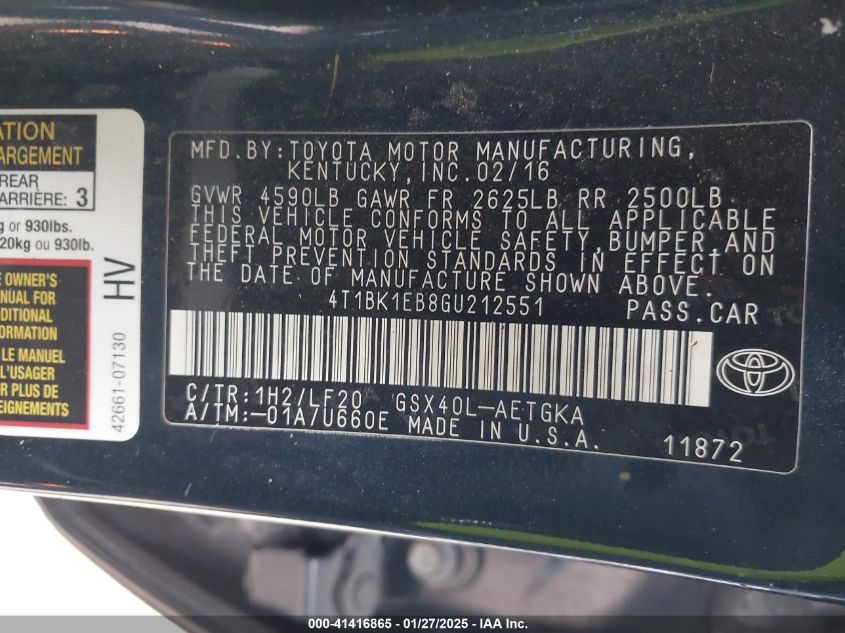 ATION
ARGEMENT
REAR
ARRIÈRE: 3
g or 930lbs.
20kg ou 930lb.
E OWNER'S
NUAL FOR
DITIONAL
ORMATION
LE MANUEL
L'USAGER
R PLUS DE
EIGNEMENTS
HV
42661-07130
MFD.BY:TOYOTA MOTOR MANUFACTURING,
KENTUCKY, INC.02/16
GVWR 4590LB GAWR FR 2625LB RR 2500LB
THIS VEHICLE CONFORMS TO ALL APPLICABLE
FEDERAL MOTOR VEHICLE SAFETY,BUMPER,AND
THEFT PREVENTION STANDARDS IN EFFECT ON
THE DATE OF MANUFACTURE SHOWN ABOVE.
4T1BK1EB8GU212551 PASS.CAR
C/TR:1H2/LF20 GSX40L-AETGKA
A/TM:-01A/U660E MADE IN U.S.A.
11872
000-41416865 / 01/27/2025 - IAA Inc.